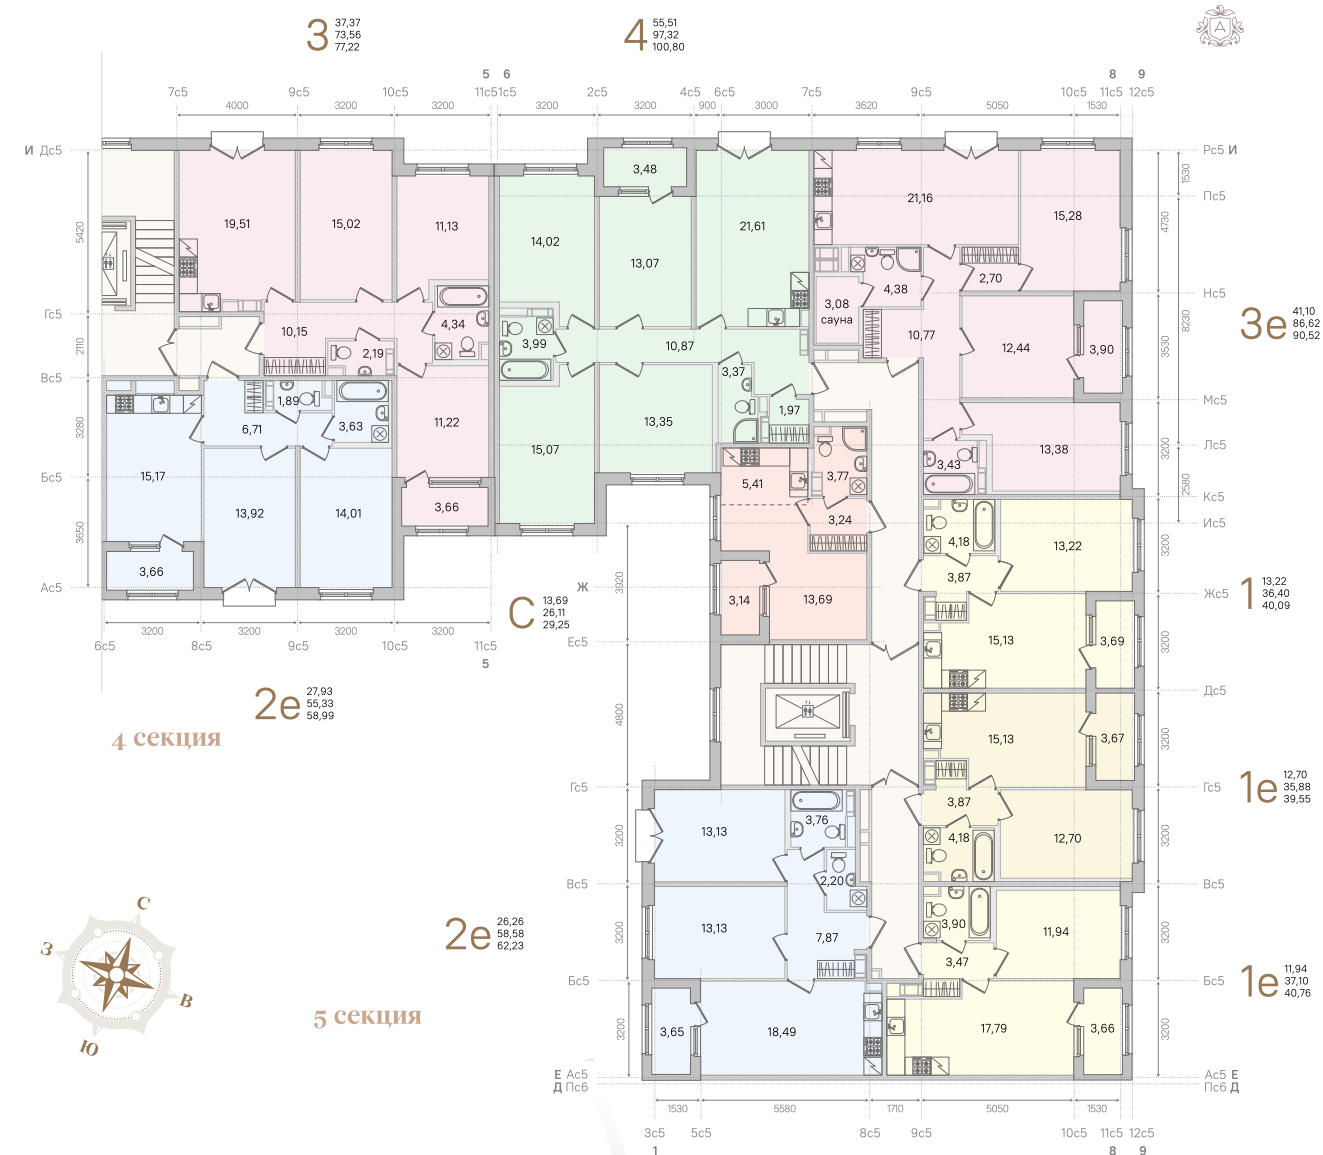 3 37,37
73,56
77,22
4 55,51
97,32
100,80
Д
5 6 8 9
7с5 9с5 10с5 11с5 1с5 2с5 4с5 6с5 7с5 9с5 10с5 11с5 12с5
4000 3200 3200 3200 3200 900 3000 3620 5050 1530
И Дс5 Рс5 И
3,48
1530
Пс5
21,16
15,28
19,51 15,02 11,13 21,61
5420 4730
14,02
13,07
2,70
4,38
Нс5
3,08
сауна
Гс5
8230
3е 41,10
86,62
90,52
10,15 4,34 10,77
2110 3,99 10,87 12,44 3,90 3530
2,19
3,37
Вс5
1,89
Мс5
1,97
6,71 3,63 11,22 13,35
3280 3200
15,07 13,38
Лс5
3,43
15,17 3,77
Бс5
5,41 2580
Кс5
3,66
13,92 14,01 3,24
Ис5
3650 4,18 13,22 3200
3,66 3,87
3920
Ас5 Ж Жс5
1 13,22
36,40
40,09
С 13,69
26,11
29,25
3,14 13,69
3200 3200 3200 3200
15,13 3,69 3200
Ес5
6с5 8с5 9с5 10с5 11с5
5
Дс5
2е 27,93
55,33
58,99
4800
15,13 3,67 3200
4 секция
Гс5 Гс5
1е 12,70
35,88
39,55
3,87
3,76
3200 13,13 4,18 12,70 3200
2,20
Вс5 Вс5
С
3,90
2е 26,26
58,58
62,23
3200 13,13 7,87 11,94 3200
З
3,47
Бс5 Бс5
1е 11,94
37,10
40,76
В
5 секция
3200 3,65 18,49 17,79 3,66 3200
Ю
Е Ас5 Ас5 Е
Д Пс6 Пс6 Д
1530 5580 1710 5050 1530
3с5 5с5 8с5 9с5 10с5 11с5 12с5
1 8 9